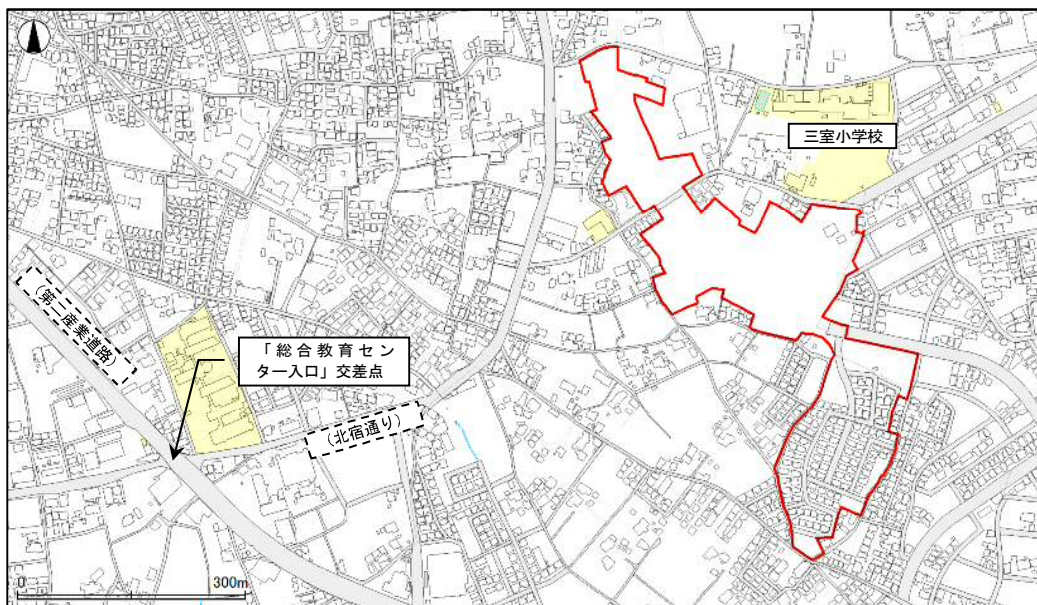 三室小学校
(第二産業道路)
「総合教育セン
ター入口」交差点
(北宿通り)
0 300m